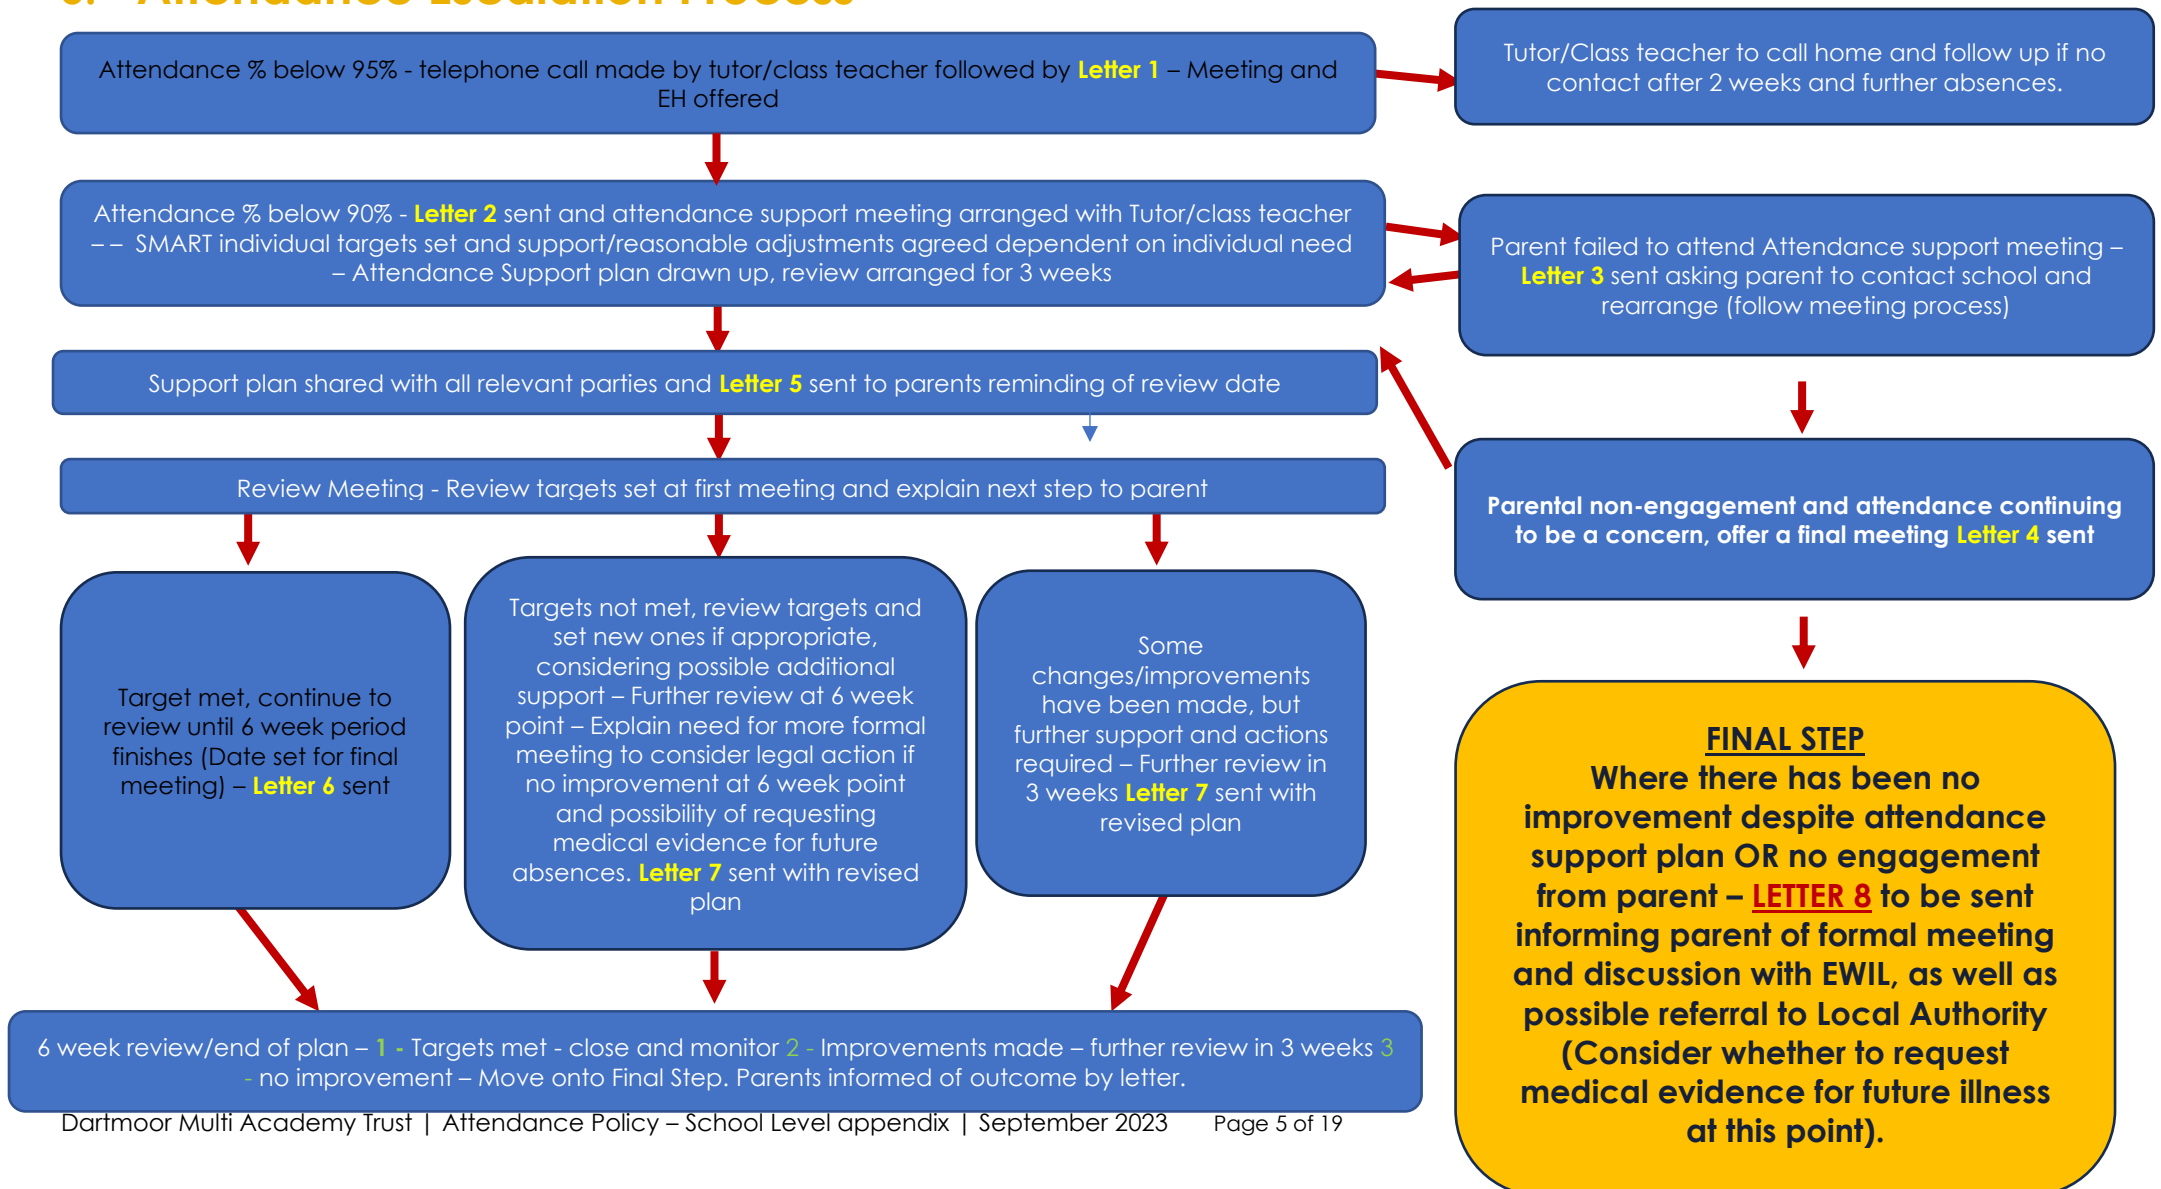 Attendance Escalation Process
Attendance % below 95% - telephone call made by tutor/class teacher followed by Letter 1 – Meeting and
EH offered
Tutor/Class teacher to call home and follow up if no
contact after 2 weeks and further absences.
Attendance % below 90% - Letter 2 sent and attendance support meeting arranged with Tutor/class teacher
– – SMART individual targets set and support/reasonable adjustments agreed dependent on individual need
– Attendance Support plan drawn up, review arranged for 3 weeks
Parent failed to attend Attendance support meeting –
Letter 3 sent asking parent to contact school and
rearrange (follow meeting process)
Support plan shared with all relevant parties and Letter 5 sent to parents reminding of review date
Parental non-engagement and attendance continuing
to be a concern, offer a final meeting Letter 4 sent
Review Meeting - Review targets set at first meeting and explain next step to parent
Target met, continue to
review until 6 week period
finishes (Date set for final
meeting) – Letter 6 sent
Targets not met, review targets and
set new ones if appropriate,
considering possible additional
support – Further review at 6 week
point – Explain need for more formal
meeting to consider legal action if
no improvement at 6 week point
and possibility of requesting
medical evidence for future
absences. Letter 7 sent with revised
plan
Some
changes/improvements
have been made, but
further support and actions
required – Further review in
3 weeks Letter 7 sent with
revised plan
FINAL STEP
Where there has been no
improvement despite attendance
support plan OR no engagement
from parent – LETTER 8 to be sent
informing parent of formal meeting
and discussion with EWIL, as well as
possible referral to Local Authority
(Consider whether to request
medical evidence for future illness
at this point).
6 week review/end of plan – 1 - Targets met - close and monitor 2 - Improvements made – further review in 3 weeks 3
- no improvement – Move onto Final Step. Parents informed of outcome by letter.
Dartmoor Multi Academy Trust | Attendance Policy – School Level appendix | September 2023 Page 5 of 19